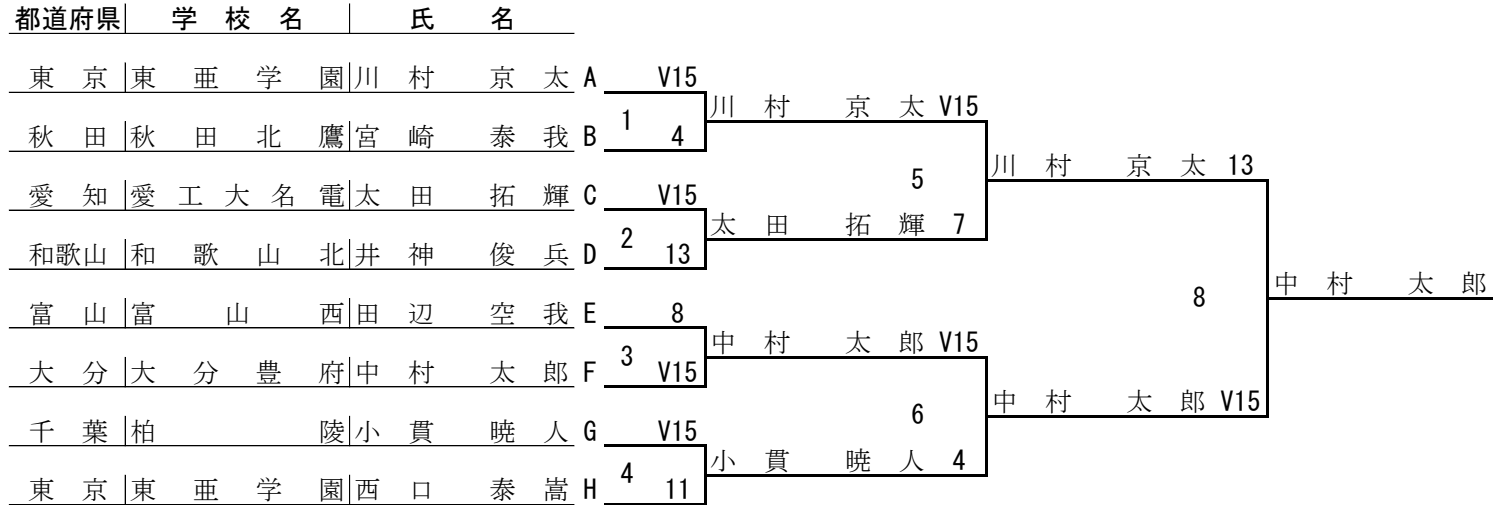 都道府県 学校名 氏名
東京 東亜学園 川村京太 A V15
川村京太 V15
1
秋田 秋田北鷹 宮崎泰我 B 4
川村京太 13
5
愛知 愛工大名電 太田拓輝 C V15
太田拓輝 7
2
和歌山 和歌山北 井神俊兵 D 13
中村太郎
8
富山 富山西 田辺空我 E 8
中村太郎 V15
3
大分 大分豊府 中村太郎 F V15
中村太郎 V15
6
千葉 柏陵 小貫暁人 G V15
小貫暁人 4
4
東京 東亜学園 西口泰嵩 H 11